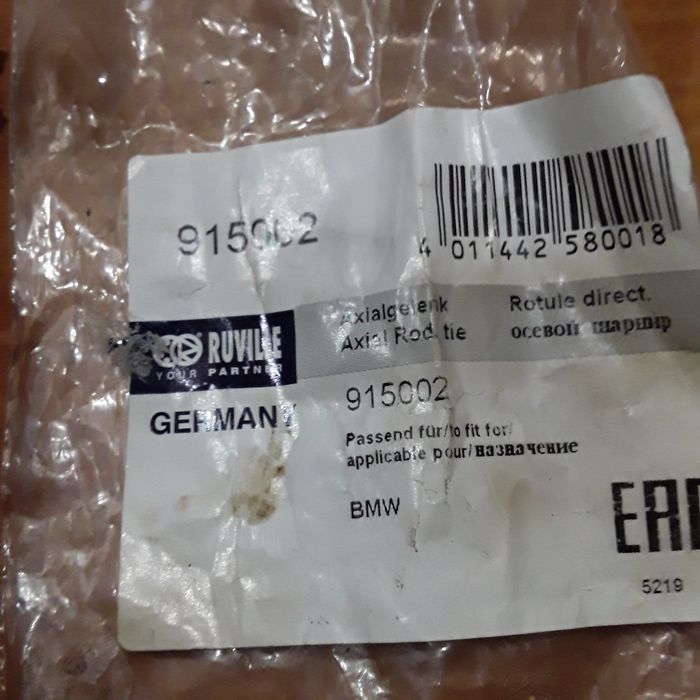 915002
4 011442 580018
Axialgelenk Rotule direct.
Axial Rod tie осевой шарнир
RUVILLE
YOUR PARTNER
GERMANY
915002
Passend für/to fit for/
applicable pour/назначение
BMW
EAC
5219